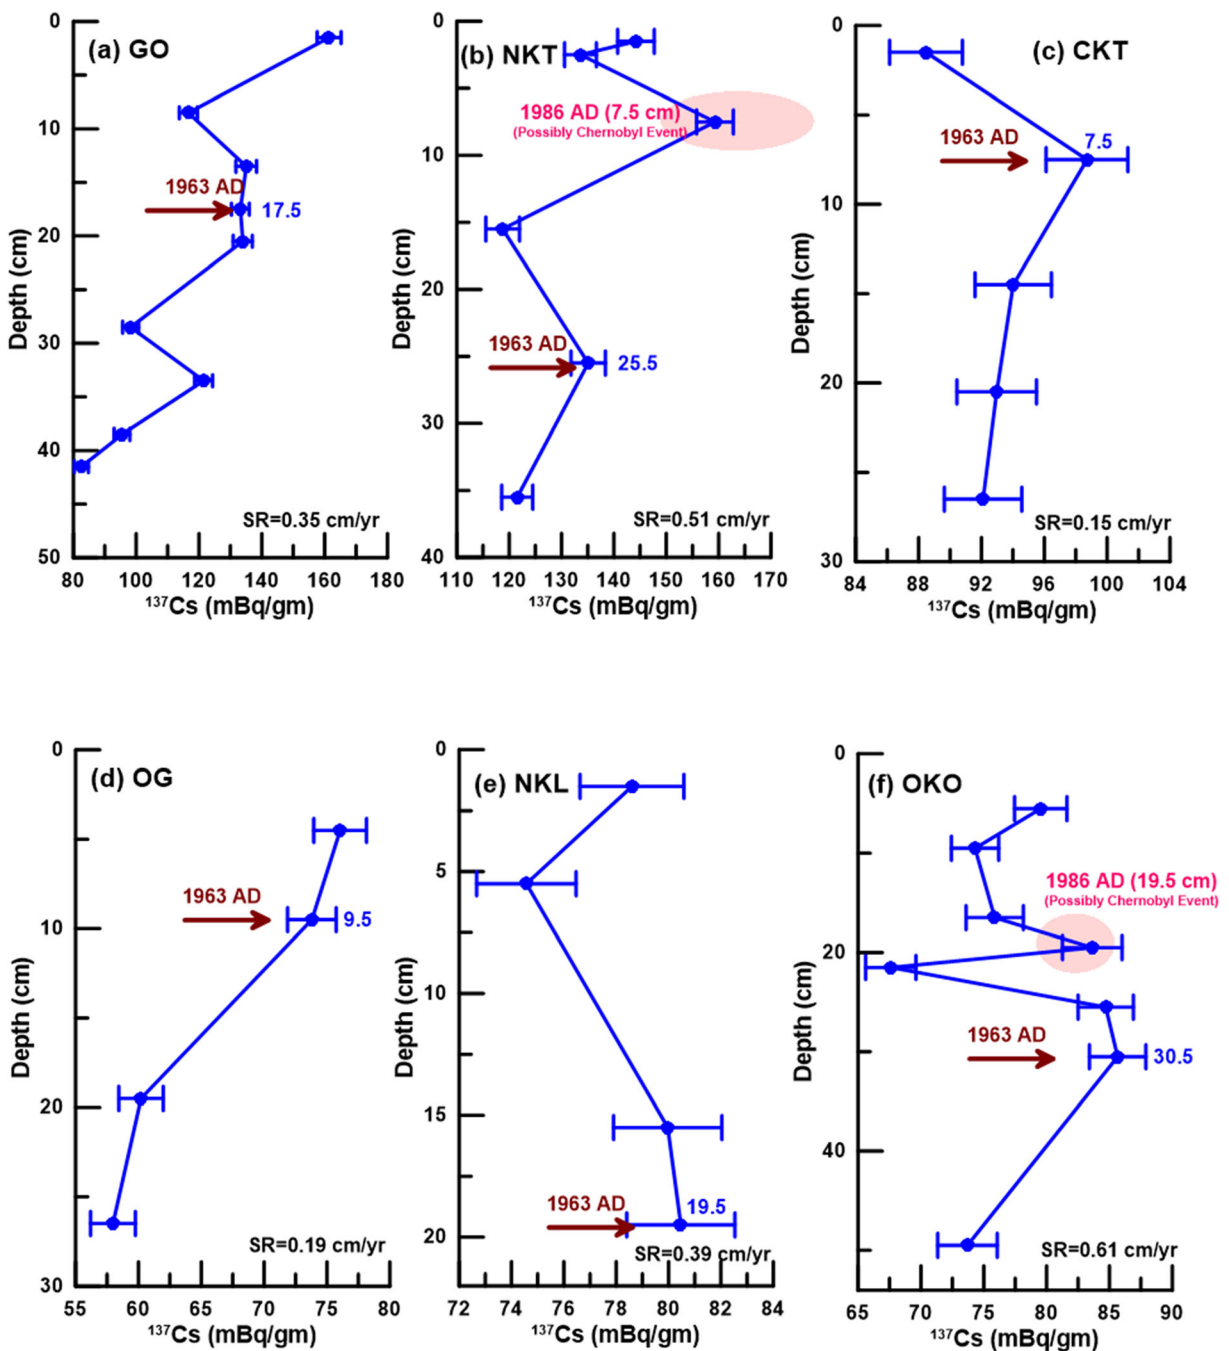 (a) GO
0
10
20
30
40
50
Depth (cm)
1963 AD
17.5
SR=0.35 cm/yr
80 100 120 140 160 180
¹³⁷Cs (mBq/gm)
(b) NKT
0
10
20
30
40
Depth (cm)
1986 AD (7.5 cm)
(Possibly Chernobyl Event)
1963 AD
25.5
SR=0.51 cm/yr
110 120 130 140 150 160 170
¹³⁷Cs (mBq/gm)
(c) CKT
0
10
20
30
Depth (cm)
1963 AD
7.5
SR=0.15 cm/yr
84 88 92 96 100 104
¹³⁷Cs (mBq/gm)
(d) OG
0
10
20
30
Depth (cm)
1963 AD
9.5
SR=0.19 cm/yr
55 60 65 70 75 80
¹³⁷Cs (mBq/gm)
(e) NKL
0
5
10
15
20
Depth (cm)
1963 AD
19.5
SR=0.39 cm/yr
72 74 76 78 80 82 84
¹³⁷Cs (mBq/gm)
(f) OKO
0
20
40
Depth (cm)
1986 AD (19.5 cm)
(Possibly Chernobyl Event)
1963 AD
30.5
SR=0.61 cm/yr
65 70 75 80 85 90
¹³⁷Cs (mBq/gm)